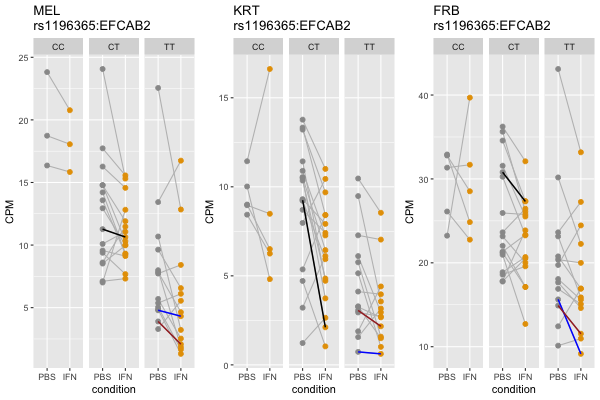 MEL
rs1196365:EFCAB2
CC CT TT
CPM
25
20
15
10
5
PBS IFN PBS IFN PBS IFN
condition
KRT
rs1196365:EFCAB2
CC CT TT
CPM
15
10
5
0
PBS IFN PBS IFN PBS IFN
condition
FRB
rs1196365:EFCAB2
CC CT TT
CPM
40
30
20
10
PBS IFN PBS IFN PBS IFN
condition